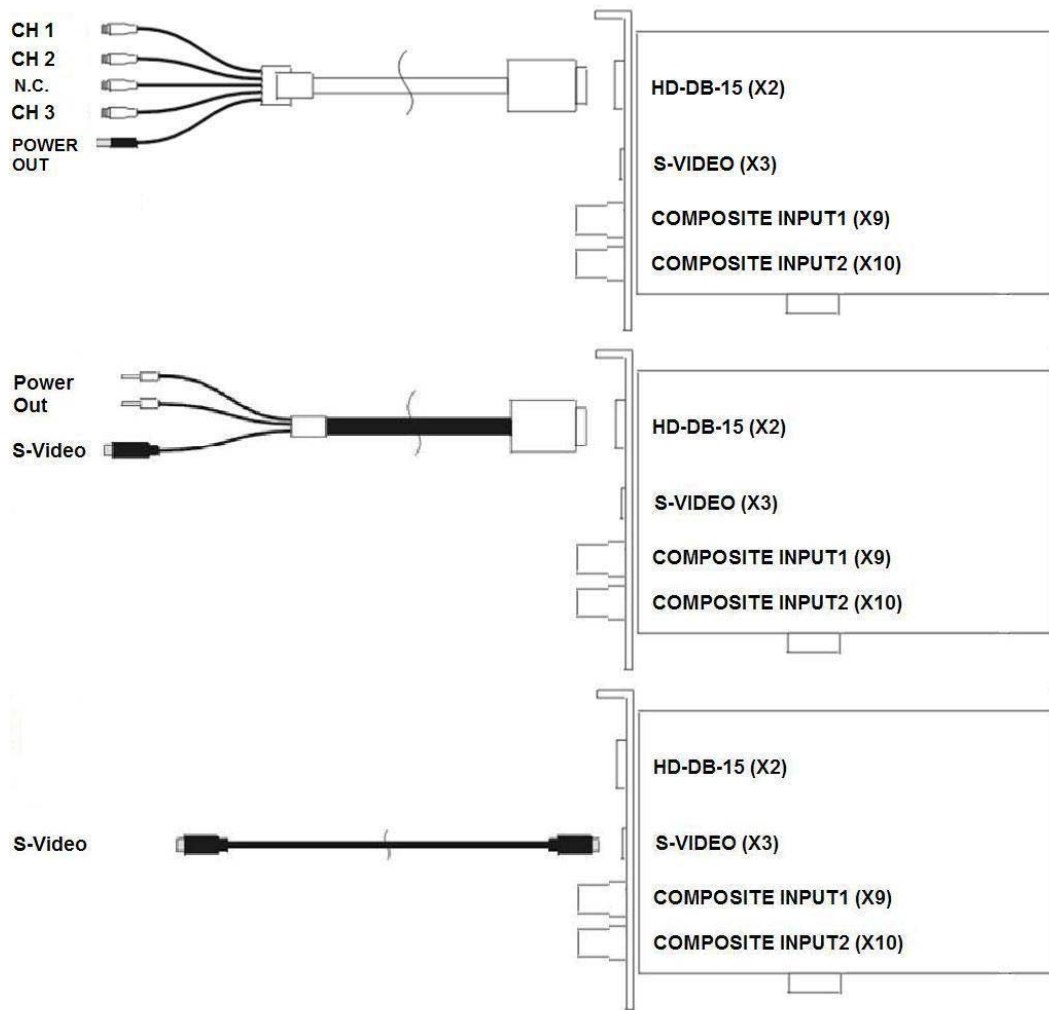 CH 1
CH 2
N.C.
CH 3
POWER
OUT
HD-DB-15 (X2)
S-VIDEO (X3)
COMPOSITE INPUT1 (X9)
COMPOSITE INPUT2 (X10)
Power
Out
S-Video
HD-DB-15 (X2)
S-VIDEO (X3)
COMPOSITE INPUT1 (X9)
COMPOSITE INPUT2 (X10)
S-Video
HD-DB-15 (X2)
S-VIDEO (X3)
COMPOSITE INPUT1 (X9)
COMPOSITE INPUT2 (X10)